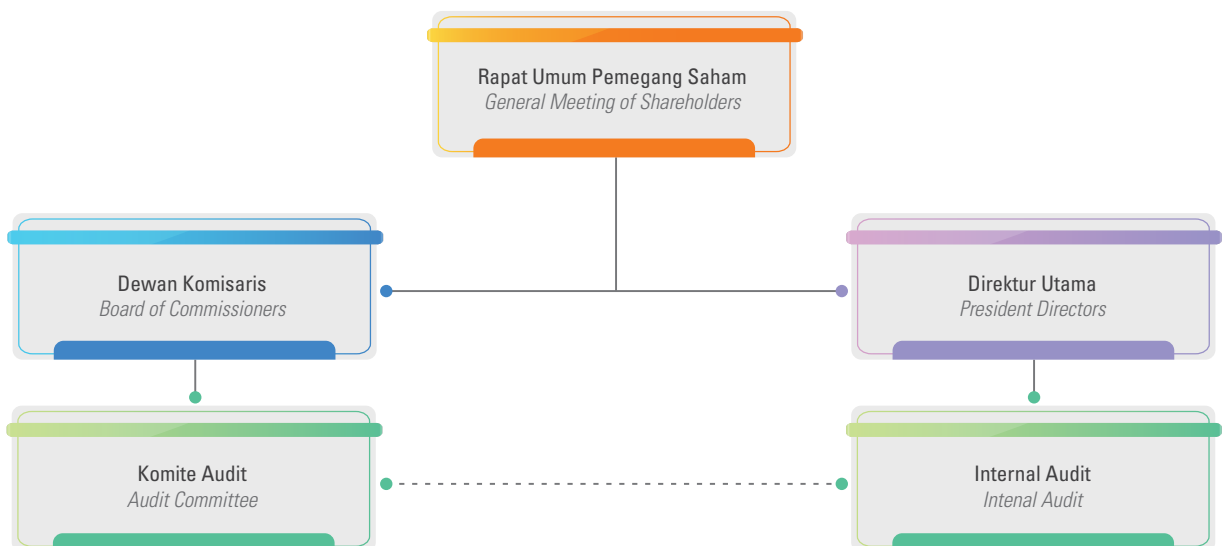 Rapat Umum Pemegang Saham
General Meeting of Shareholders
Dewan Komisaris
Board of Commissioners
Direktur Utama
President Directors
Komite Audit
Audit Committee
Internal Audit
Intenal Audit